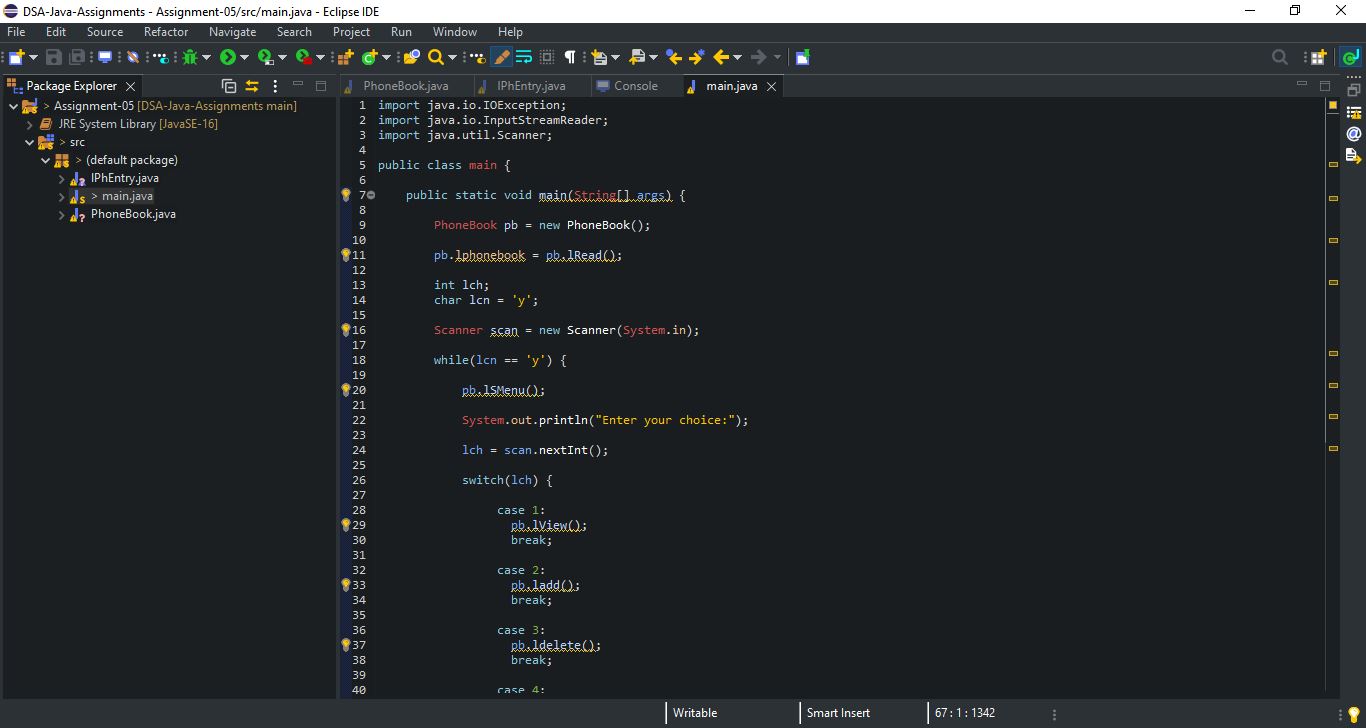 DSA-Java-Assignments - Assignment-05/src/main.java - Eclipse IDE
File Edit Source Refactor Navigate Search Project Run Window Help
Package Explorer
PhoneBook.java IPhEntry.java Console main.java
> Assignment-05 [DSA-Java-Assignments main]
JRE System Library [JavaSE-16]
> src
> (default package)
IPhEntry.java
> main.java
PhoneBook.java
1 import java.io.IOException;
2 import java.io.InputStreamReader;
3 import java.util.Scanner;
4
5 public class main {
6
7 public static void main(String[] args) {
8
9 PhoneBook pb = new PhoneBook();
10
11 pb.lphonebook = pb.lRead();
12
13 int lch;
14 char lcn = 'y';
15
16 Scanner scan = new Scanner(System.in);
17
18 while(lcn == 'y') {
19
20 pb.lSMenu();
21
22 System.out.println("Enter your choice:");
23
24 lch = scan.nextInt();
25
26 switch(lch) {
27
28 case 1:
29 pb.lView();
30 break;
31
32 case 2:
33 pb.ladd();
34 break;
35
36 case 3:
37 pb.ldelete();
38 break;
39
40 case 4:
Writable Smart Insert 67 : 1 : 1342